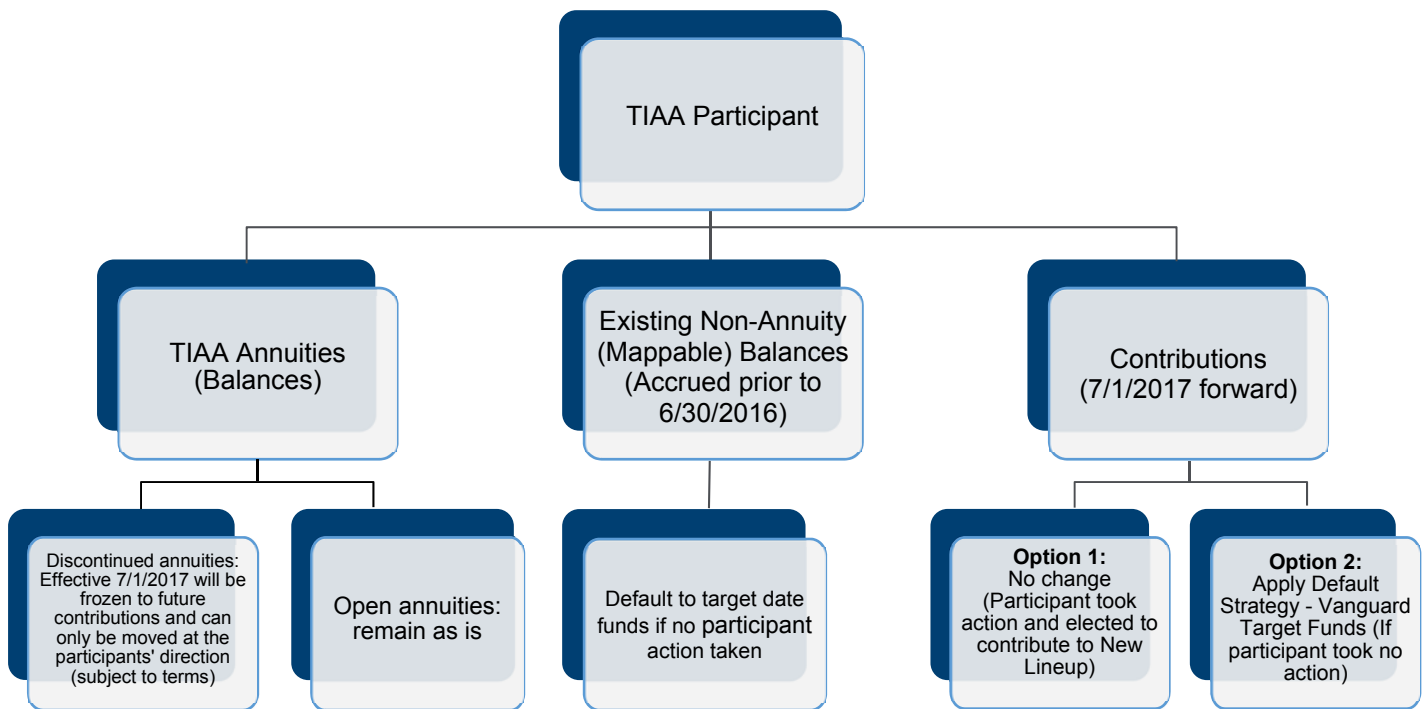 TIAA Participant
TIAA Annuities
(Balances)
Existing Non-Annuity
(Mappable) Balances
(Accrued prior to
6/30/2016)
Contributions
(7/1/2017 forward)
Discontinued annuities:
Effective 7/1/2017 will be
frozen to future
contributions and can
only be moved at the
participants' direction
(subject to terms)
Open annuities:
remain as is
Default to target date
funds if no participant
action taken
Option 1:
No change
(Participant took
action and elected to
contribute to New
Lineup)
Option 2:
Apply Default
Strategy - Vanguard
Target Funds (If
participant took no
action)